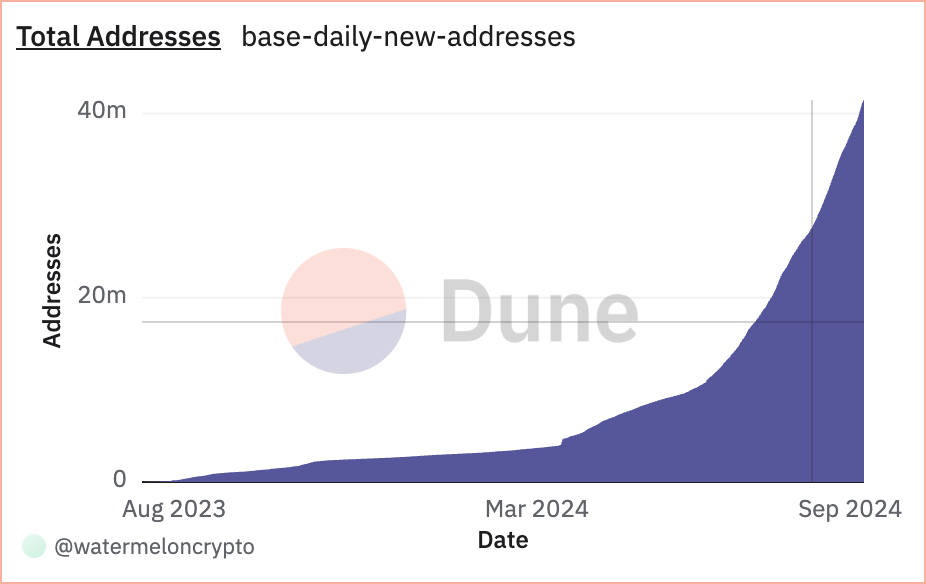 Total Addresses base-daily-new-addresses
40m
20m
0
Addresses
Dune
Aug 2023 Mar 2024 Sep 2024
Date
@watermeloncrypto